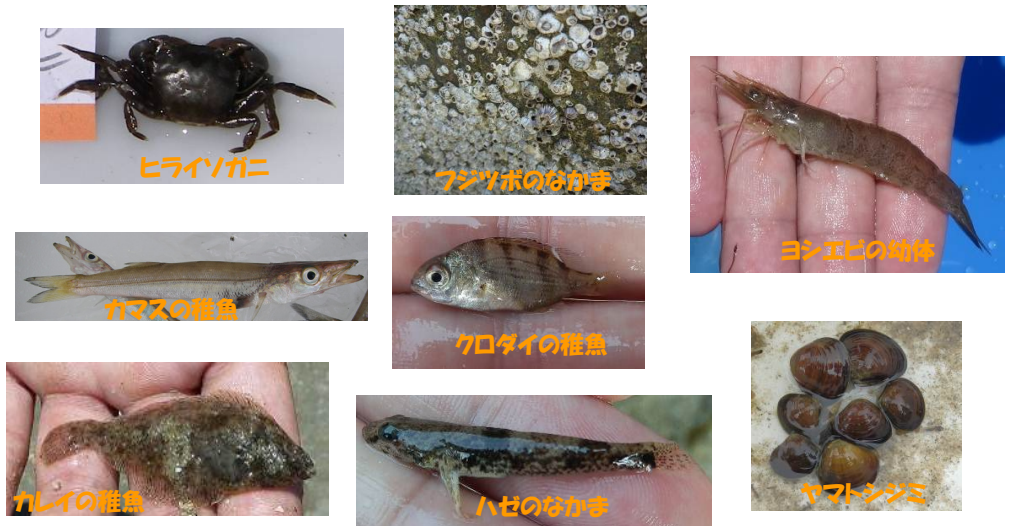 ヒライソガニ
フジツボのなかま
ヨシエビの幼体
カマスの稚魚
クロダイの稚魚
カレイの稚魚
ハゼのなかま
ヤマトシジミ